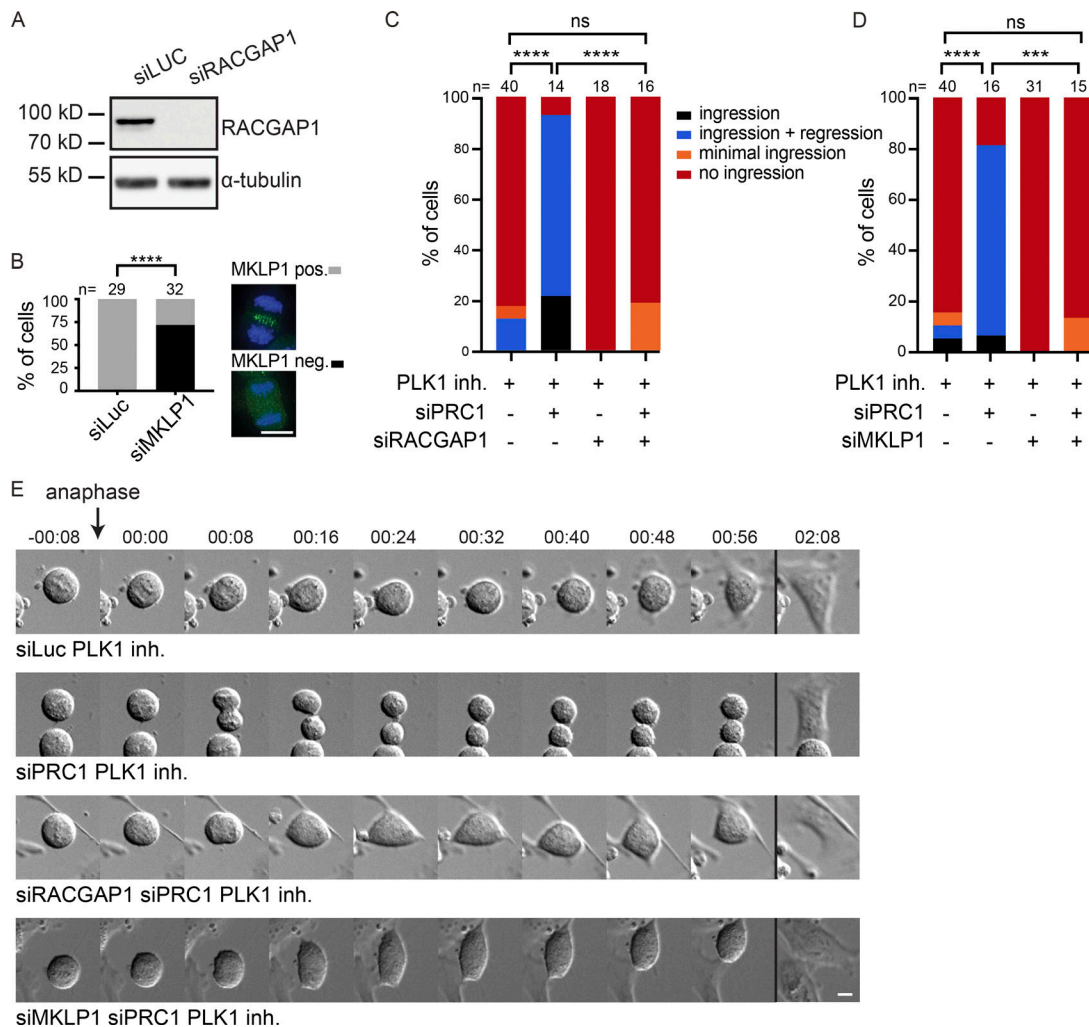 A
siLUC
siRACGAP1
100 kD
70 kD
RACGAP1
55 kD
α-tubulin
B
****
n= 29 32
100
75
50
25
0
% of cells
siLuc
siMKLP1
MKLP1 pos.
MKLP1 neg.
C
ns
**** ****
n= 40 14 18 16
100
80
60
40
20
0
% of cells
ingression
ingression + regression
minimal ingression
no ingression
PLK1 inh. + + + +
siPRC1 - + - +
siRACGAP1 - - + +
D
ns
**** ***
n= 40 16 31 15
100
80
60
40
20
0
% of cells
PLK1 inh. + + + +
siPRC1 - + - +
siMKLP1 - - + +
E
anaphase
-00:08 00:00 00:08 00:16 00:24 00:32 00:40 00:48 00:56 02:08
siLuc PLK1 inh.
siPRC1 PLK1 inh.
siRACGAP1 siPRC1 PLK1 inh.
siMKLP1 siPRC1 PLK1 inh.